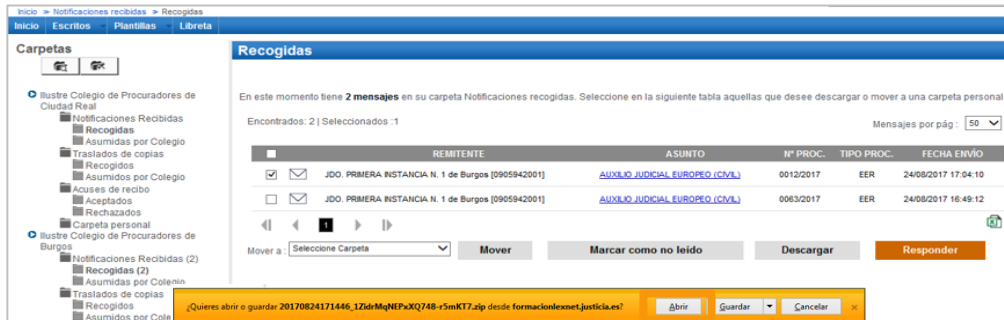 Inicio > Notificaciones recibidas > Recogidas
Inicio Escritos Plantillas Libreta
Carpetas
Ilustre Colegio de Procuradores de
Ciudad Real
Notificaciones Recibidas
Recogidas
Asumidas por Colegio
Traslados de copias
Recogidos
Asumidos por Colegio
Acuses de recibo
Aceptados
Rechazados
Carpeta personal
Ilustre Colegio de Procuradores de
Burgos
Notificaciones Recibidas (2)
Recogidas (2)
Asumidas por Colegio
Traslados de copias
Recogidos
Asumidos por Cole
Recogidas
En este momento tiene 2 mensajes en su carpeta Notificaciones recogidas. Seleccione en la siguiente tabla aquellas que desee descargar o mover a una carpeta personal
Encontrados: 2 | Seleccionados :1
Mensajes por pág : 50
REMITENTE ASUNTO Nº PROC. TIPO PROC. FECHA ENVÍO
JDO. PRIMERA INSTANCIA N. 1 de Burgos [0905942001] AUXILIO JUDICIAL EUROPEO (CIVIL) 0012/2017 EER 24/08/2017 17:04:10
JDO. PRIMERA INSTANCIA N. 1 de Burgos [0905942001] AUXILIO JUDICIAL EUROPEO (CIVIL) 0063/2017 EER 24/08/2017 16:49:12
1
Mover a : Seleccione Carpeta Mover Marcar como no leído Descargar Responder
¿Quieres abrir o guardar 20170824171446_1ZidrMqNEPxXQ748-r5mKT7.zip desde formacionlexnet.justicia.es? Abrir Guardar Cancelar ×